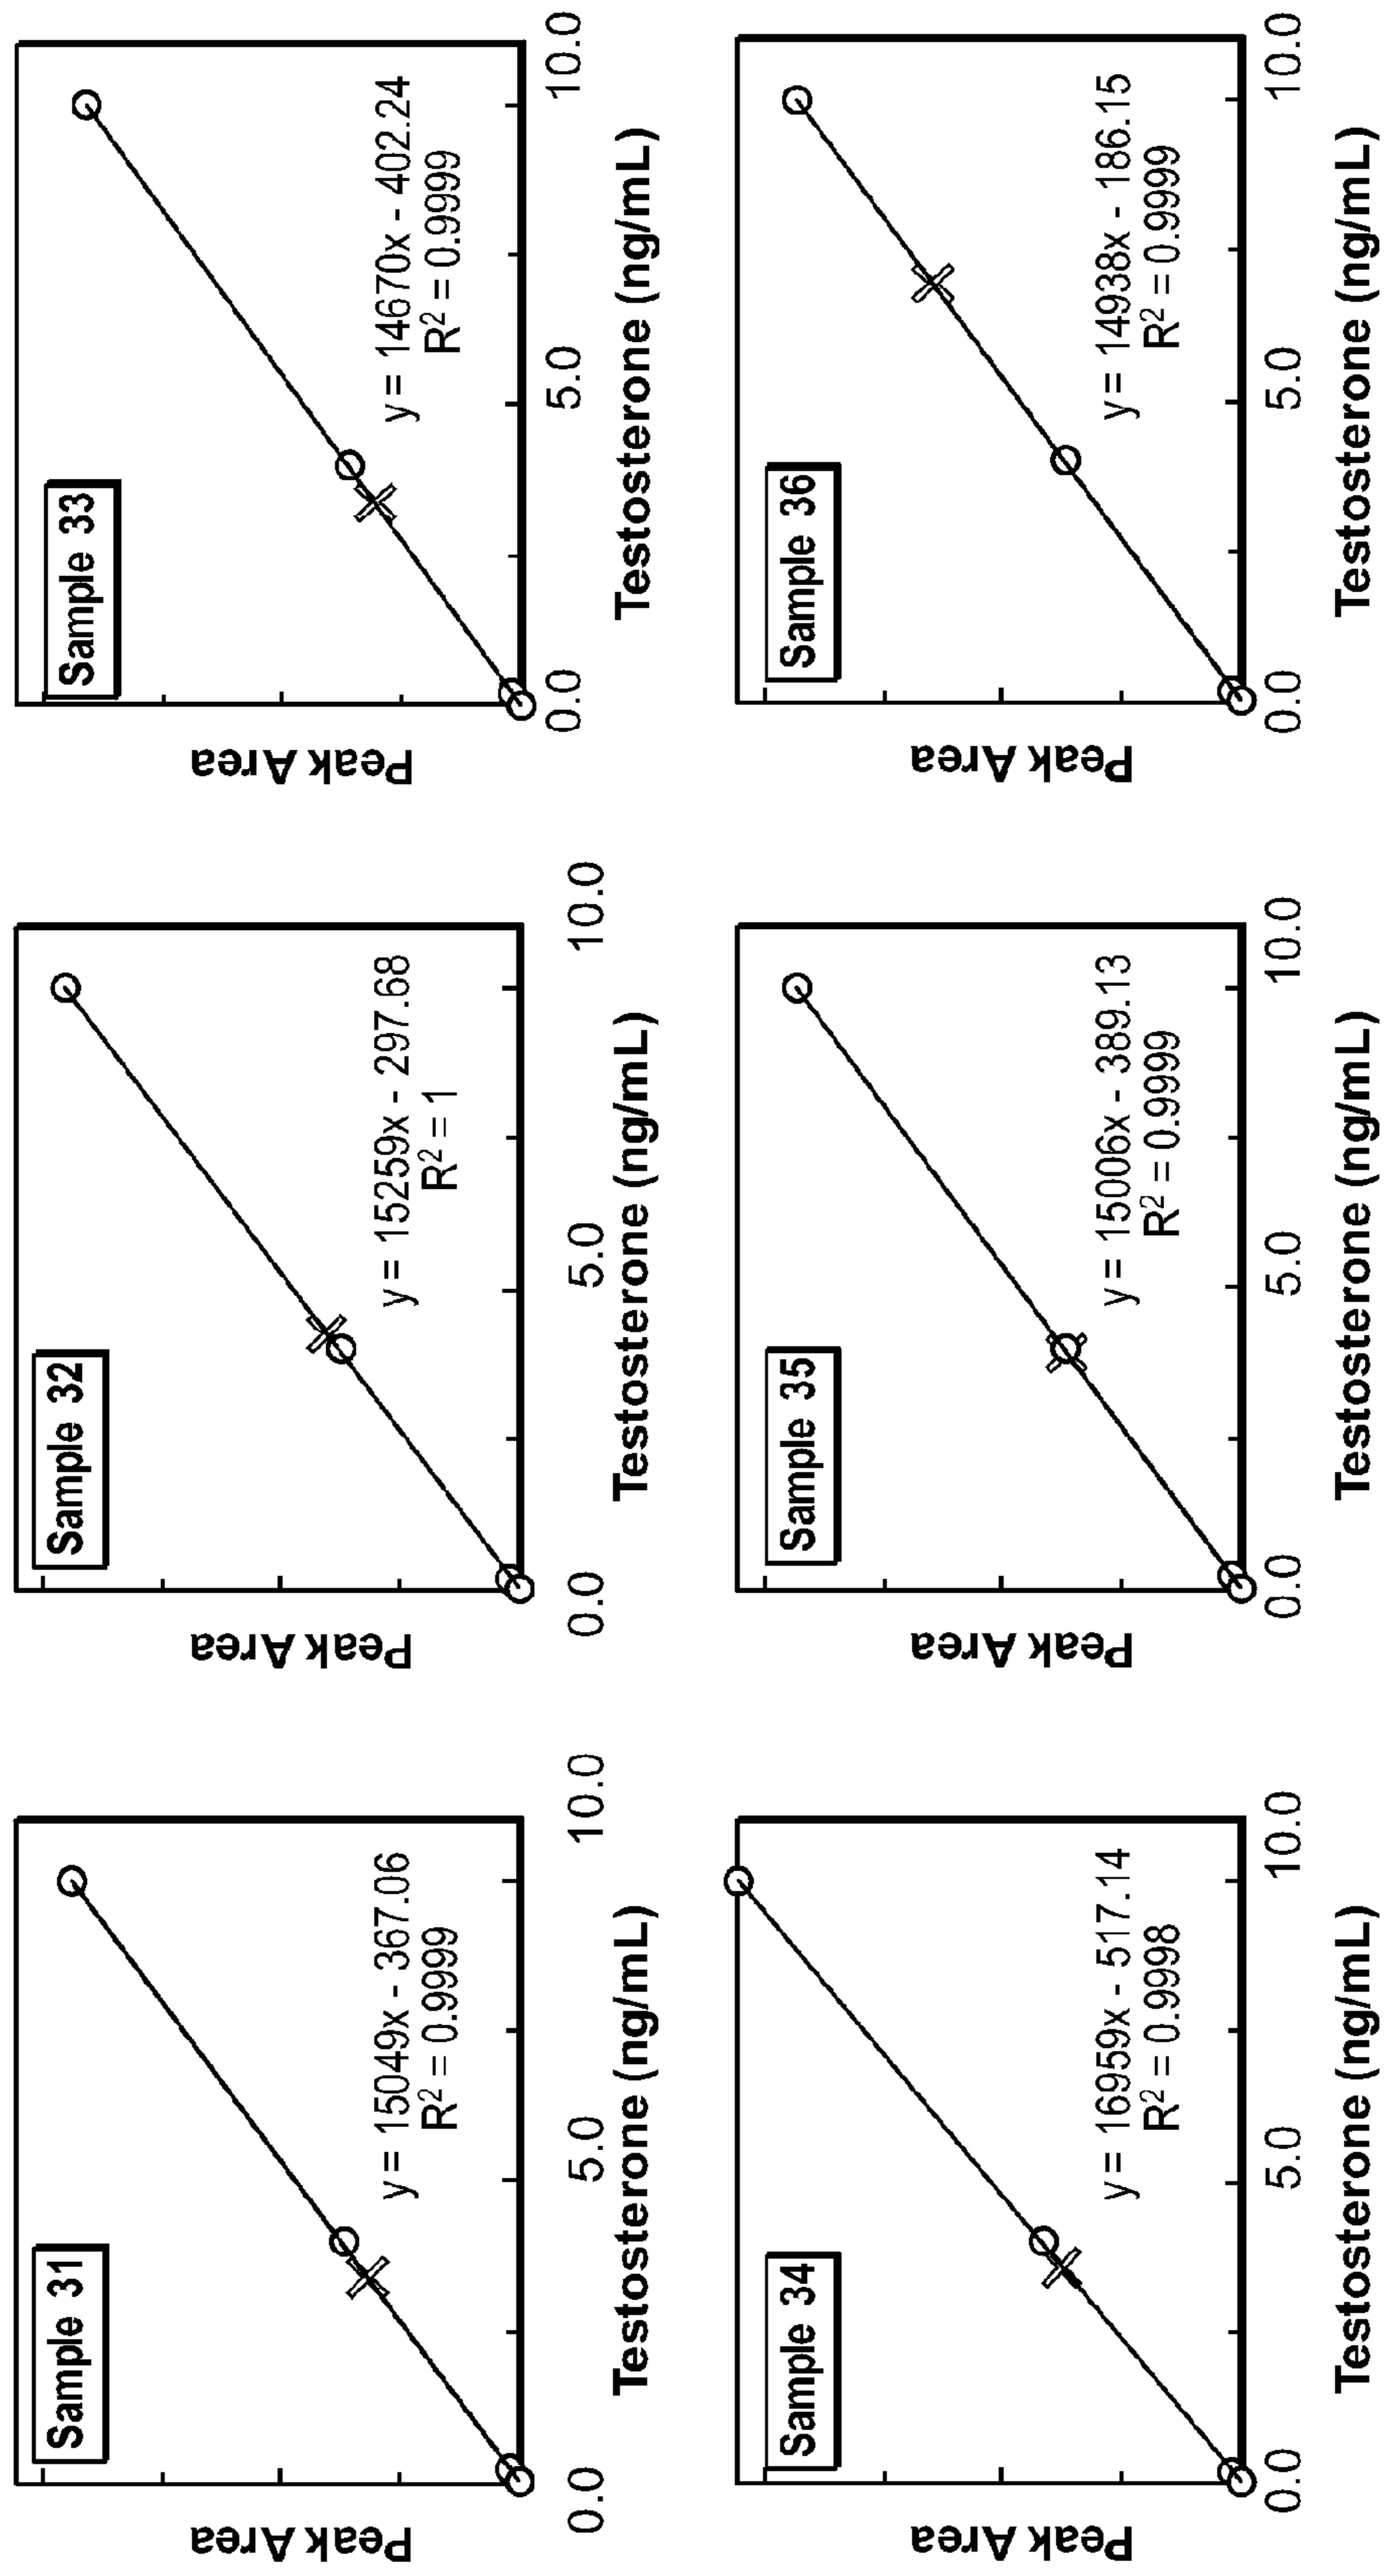 Sample 31
y = 15049x - 367.06
R² = 0.9999
Peak Area
0.0 5.0 10.0
Testosterone (ng/mL)
Sample 32
y = 15259x - 297.68
R² = 1
Peak Area
0.0 5.0 10.0
Testosterone (ng/mL)
Sample 33
y = 14670x - 402.24
R² = 0.9999
Peak Area
0.0 5.0 10.0
Testosterone (ng/mL)
Sample 34
y = 16959x - 517.14
R² = 0.9998
Peak Area
0.0 5.0 10.0
Testosterone (ng/mL)
Sample 35
y = 15006x - 389.13
R² = 0.9999
Peak Area
0.0 5.0 10.0
Testosterone (ng/mL)
Sample 36
y = 14938x - 186.15
R² = 0.9999
Peak Area
0.0 5.0 10.0
Testosterone (ng/mL)